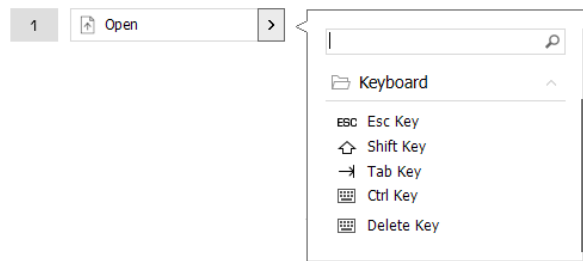 1 Open
Keyboard
ESC Esc Key
Shift Key
Tab Key
Ctrl Key
Delete Key